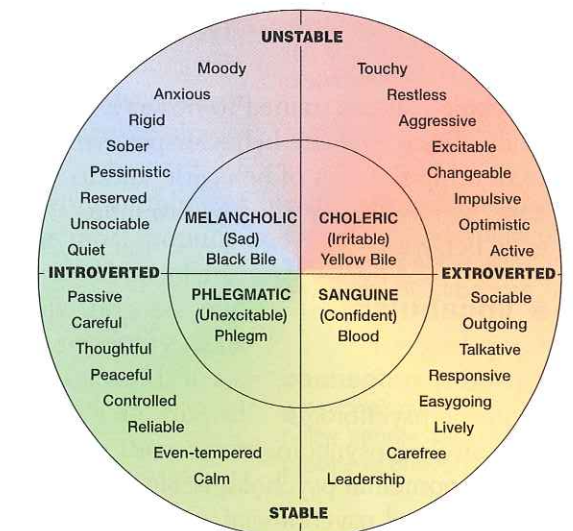 UNSTABLE
Moody
Touchy
Anxious
Restless
Rigid
Aggressive
Sober
Excitable
Pessimistic
Changeable
Reserved
Impulsive
Unsociable
Optimistic
Quiet
Active
MELANCHOLIC
(Sad)
Black Bile
CHOLERIC
(Irritable)
Yellow Bile
INTROVERTED
EXTROVERTED
PHLEGMATIC
(Unexcitable)
Phlegm
SANGUINE
(Confident)
Blood
Passive
Sociable
Careful
Outgoing
Thoughtful
Talkative
Peaceful
Responsive
Controlled
Easygoing
Reliable
Lively
Even-tempered
Carefree
Calm
Leadership
STABLE